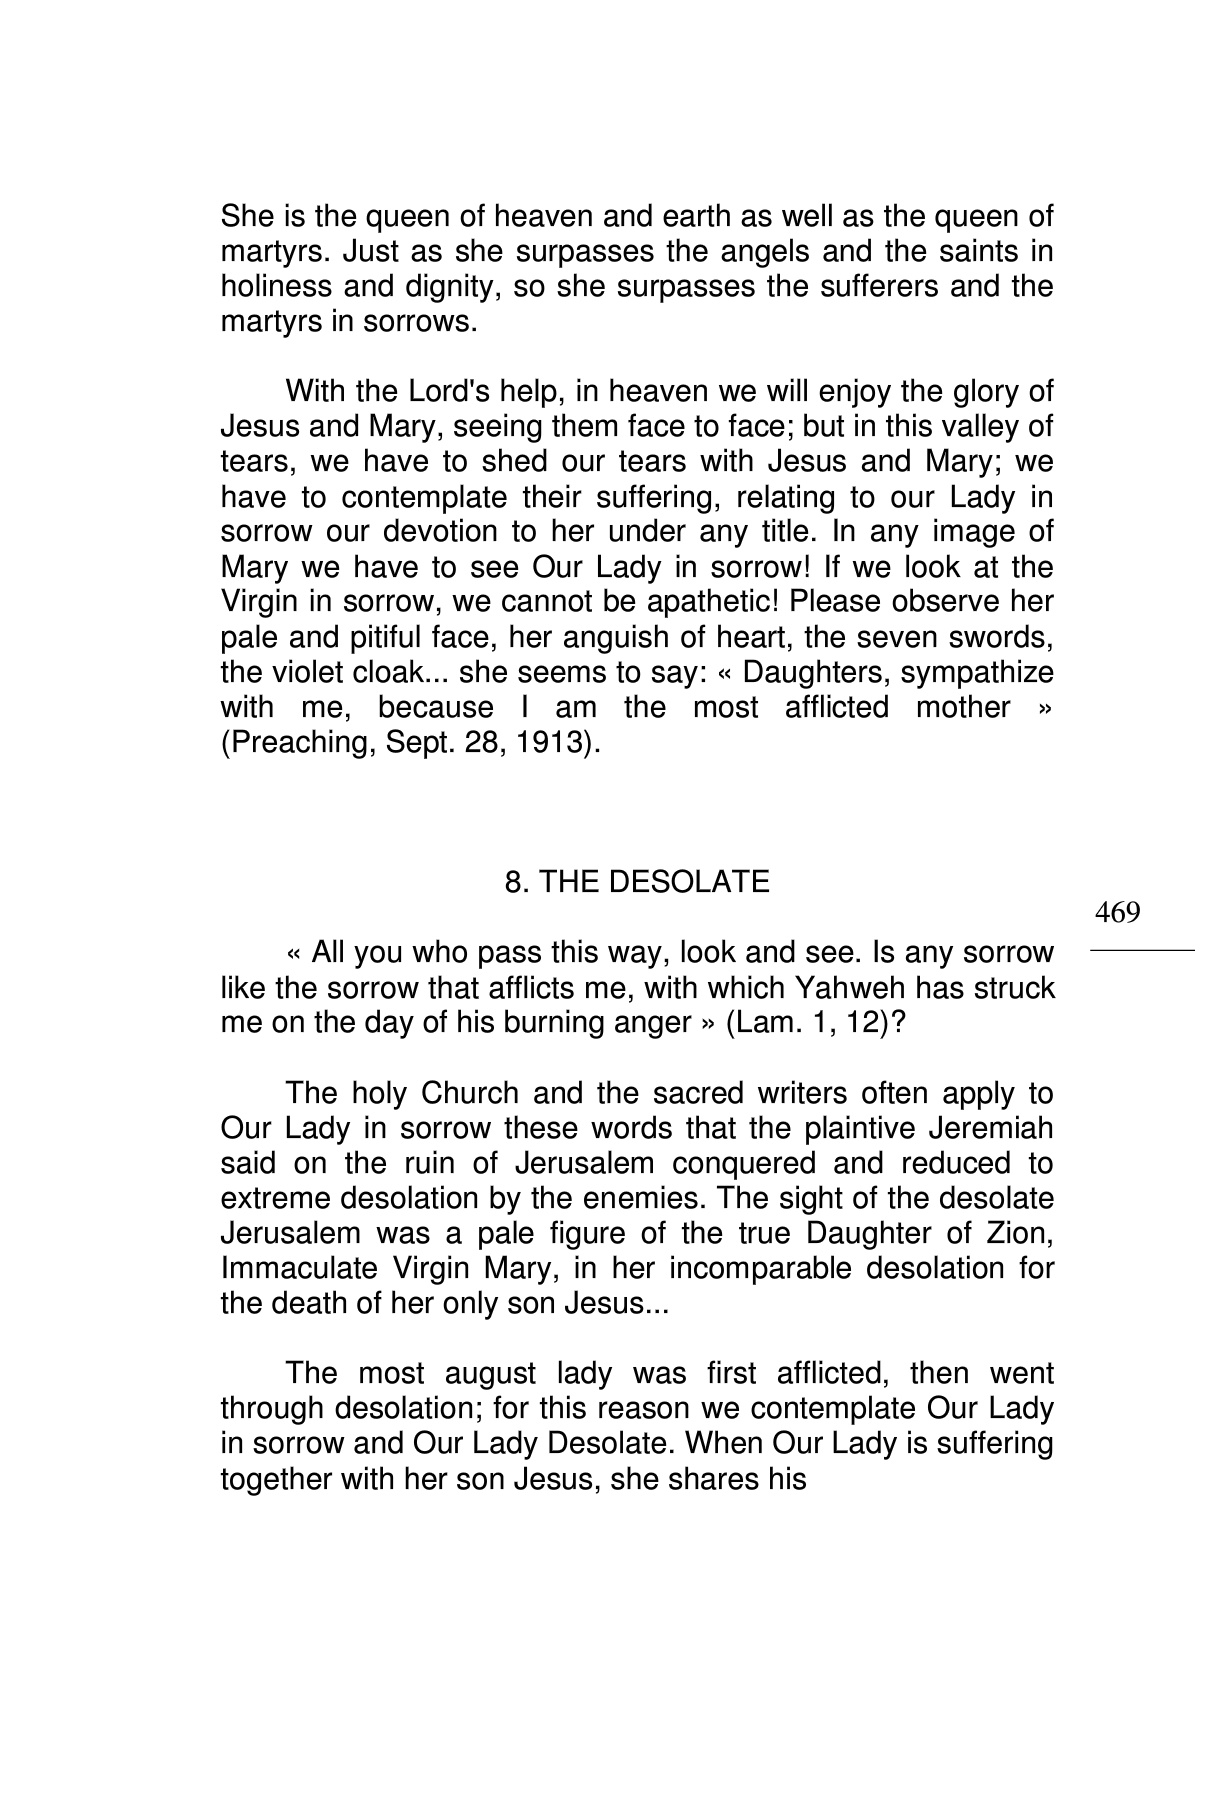 She is the queen of heaven and earth as well as the queen of
martyrs. Just as she surpasses the angels and the saints in
holiness and dignity, so she surpasses the sufferers and the
martyrs in sorrows.
With the Lord's help, in heaven we will enjoy the glory of
Jesus and Mary, seeing them face to face; but in this valley of
tears, we have to shed our tears with Jesus and Mary; we
have to contemplate their suffering, relating to our Lady in
sorrow our devotion to her under any title. In any image of
Mary we have to see Our Lady in sorrow! If we look at the
Virgin in sorrow, we cannot be apathetic! Please observe her
pale and pitiful face, her anguish of heart, the seven swords,
the violet cloak... she seems to say: « Daughters, sympathize
with me, because I am the most afflicted mother »
(Preaching, Sept. 28, 1913).
8. THE DESOLATE
469
« All you who pass this way, look and see. Is any sorrow
like the sorrow that afflicts me, with which Yahweh has struck
me on the day of his burning anger » (Lam. 1, 12)?
The holy Church and the sacred writers often apply to
Our Lady in sorrow these words that the plaintive Jeremiah
said on the ruin of Jerusalem conquered and reduced to
extreme desolation by the enemies. The sight of the desolate
Jerusalem was a pale figure of the true Daughter of Zion,
Immaculate Virgin Mary, in her incomparable desolation for
the death of her only son Jesus...
The most august lady was first afflicted, then went
through desolation; for this reason we contemplate Our Lady
in sorrow and Our Lady Desolate. When Our Lady is suffering
together with her son Jesus, she shares his